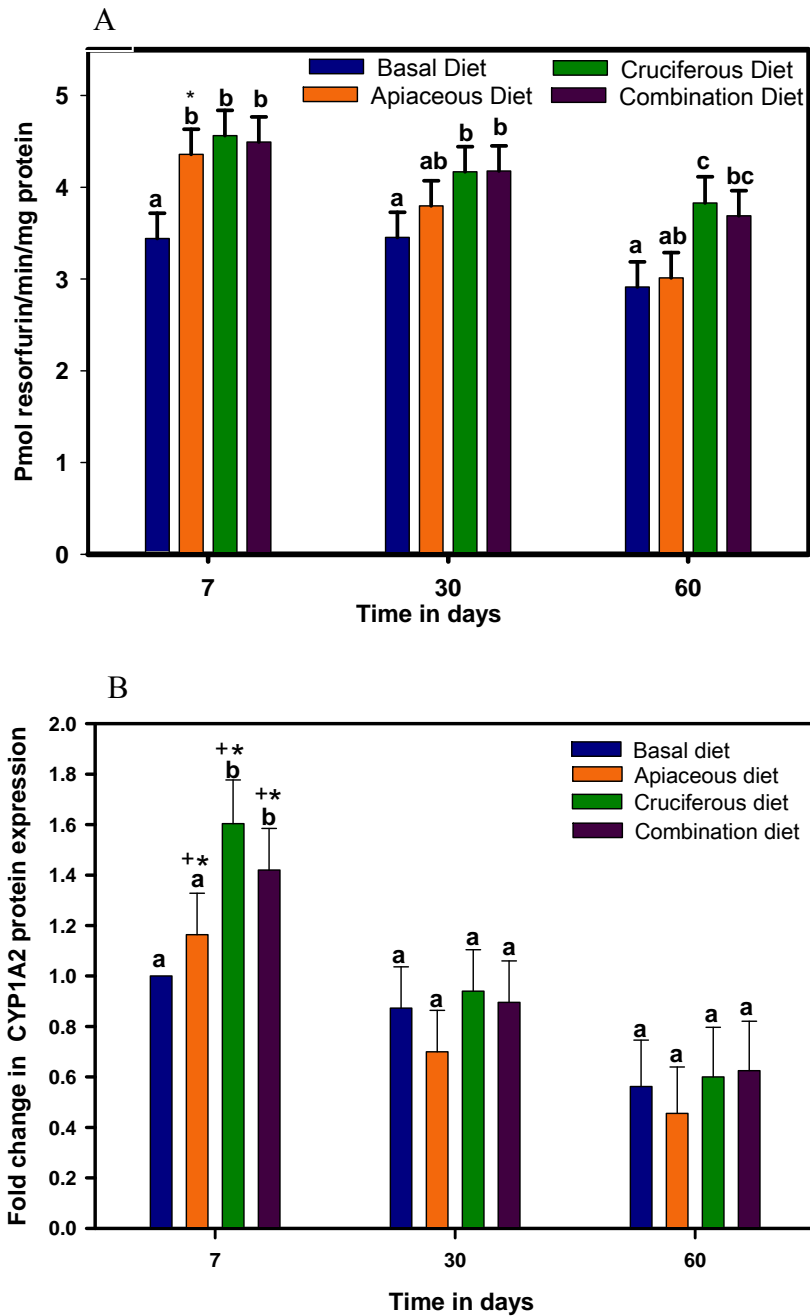 A
Basal Diet Cruciferous Diet
Apiaceous Diet Combination Diet
5
4
3
2
1
0
Pmol resorfurin/min/mg protein
* b b
a b
a ab b b
a ab c bc
7 30 60
Time in days
B
2.0
1.8
1.6
1.4
1.2
1.0
0.8
0.6
0.4
0.2
0.0
Fold change in CYP1A2 protein expression
Basal diet
Apiaceous diet
Cruciferous diet
Combination diet
+*
b
+*
b
+*
a
a
a a a a
a a a a
7 30 60
Time in days